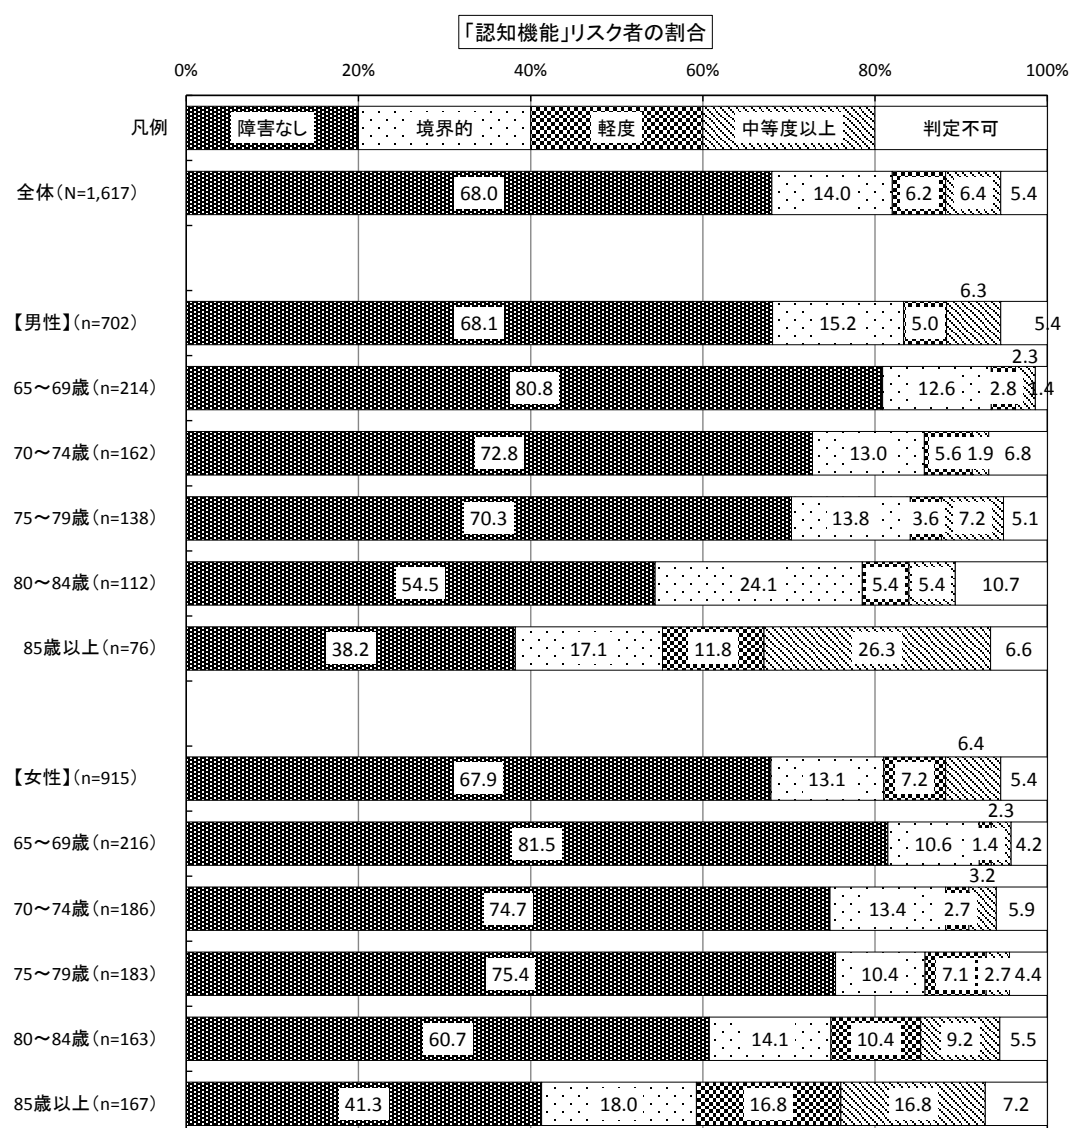 「認知機能」リスク者の割合
0% 20% 40% 60% 80% 100%
凡例 障害なし 境界的 軽度 中等度以上 判定不可
全体(N=1,617) 68.0 14.0 6.2 6.4 5.4
6.3
【男性】(n=702) 68.1 15.2 5.0 5.4
2.3
65～69歳(n=214) 80.8 12.6 2.8 1.4
70～74歳(n=162) 72.8 13.0 5.6 1.9 6.8
75～79歳(n=138) 70.3 13.8 3.6 7.2 5.1
80～84歳(n=112) 54.5 24.1 5.4 5.4 10.7
85歳以上(n=76) 38.2 17.1 11.8 26.3 6.6
6.4
【女性】(n=915) 67.9 13.1 7.2 5.4
2.3
65～69歳(n=216) 81.5 10.6 1.4 4.2
3.2
70～74歳(n=186) 74.7 13.4 2.7 5.9
75～79歳(n=183) 75.4 10.4 7.1 2.7 4.4
80～84歳(n=163) 60.7 14.1 10.4 9.2 5.5
85歳以上(n=167) 41.3 18.0 16.8 16.8 7.2